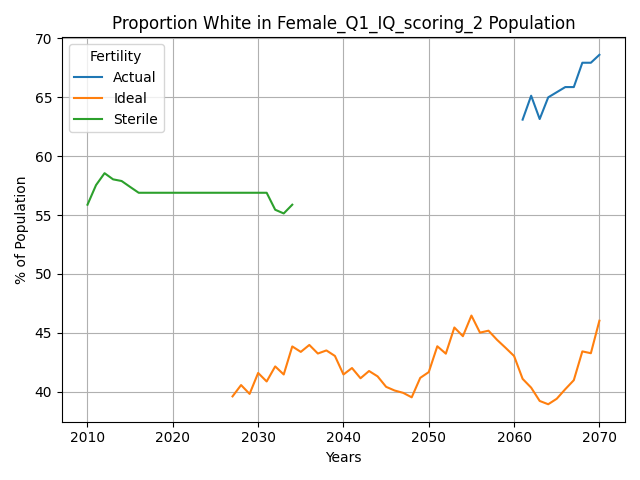 Proportion White in Female_Q1_IQ_scoring_2 Population
70
65
60
55
50
45
40
% of Population
Fertility
Actual
Ideal
Sterile
2010 2020 2030 2040 2050 2060 2070
Years